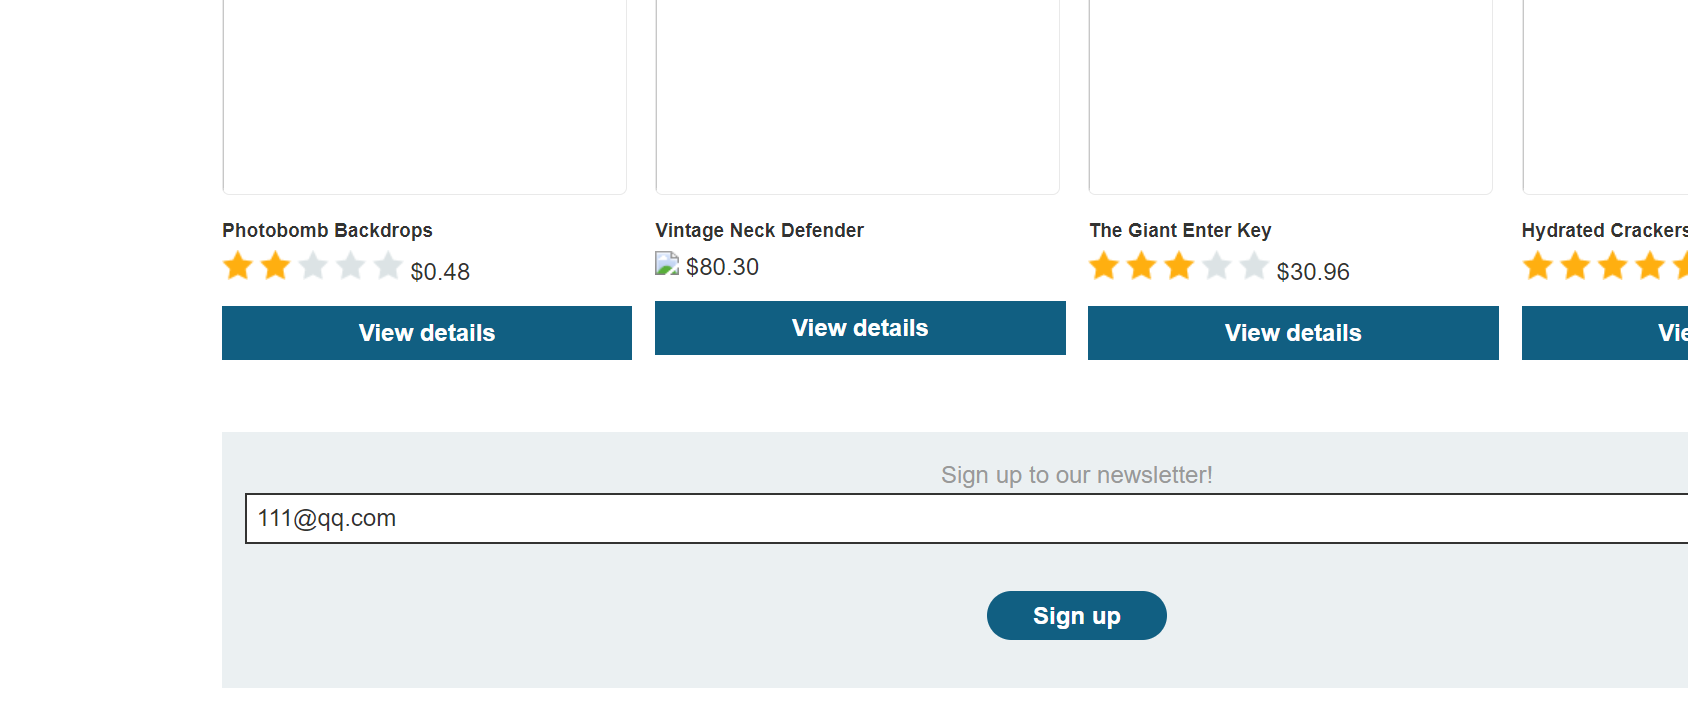 Photobomb Backdrops
$0.48
View details
Vintage Neck Defender
$80.30
View details
The Giant Enter Key
$30.96
View details
Hydrated Crackers
Sign up to our newsletter!
111@qq.com
Sign up